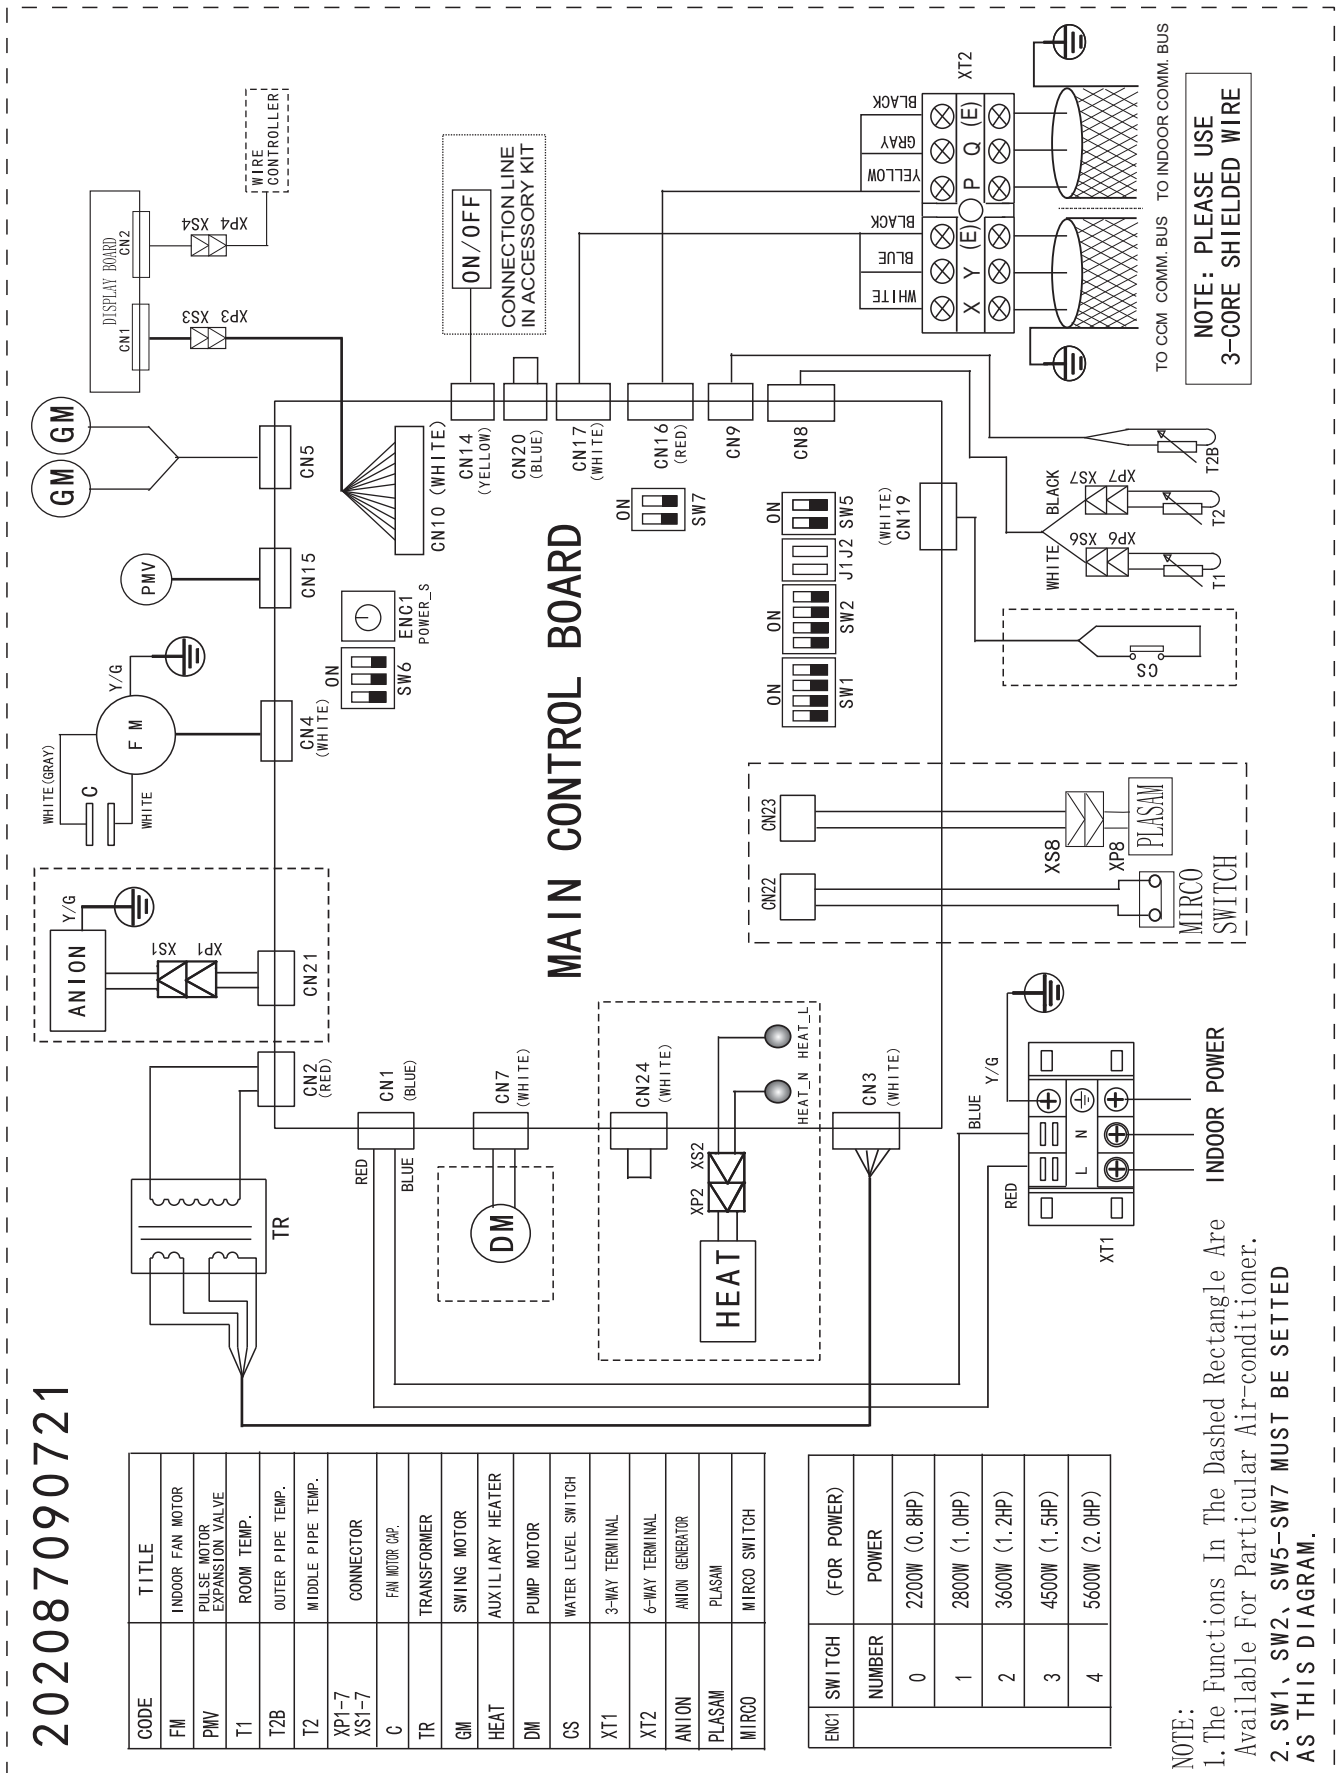 202087090721
DISPLAY BOARD
CN1
CN2
XS3 XP3
XS4 XP4
WIRE
CONTROLLER
GM
GM
CN5
PMV
CN15
Y/G
F M
CN4
(WHITE)
WHITE(GRAY)
C
WHITE
ANION
Y/G
XS1
XP1
CN21
CN2
(RED)
TR
CN10 (WHITE)
ON/OFF
CONNECTION LINE
IN ACCESSORY KIT
CN14
(YELLOW)
CN20
(BLUE)
CN17
(WHITE)
CN16
(RED)
CN9
CN8
ON
SW6
ENC1
POWER_S
ON
SW7
MAIN CONTROL BOARD
ON
SW1
ON
SW2
J1J2
ON
SW5
(WHITE)
CN19
XT2
WHITE
BLUE
BLACK
YELLOW
GRAY
BLACK
X Y (E) P Q (E)
TO CCM COMM. BUS
TO INDOOR COMM. BUS
NOTE: PLEASE USE
3-CORE SHIELDED WIRE
WHITE
BLACK
XS6 XP6
XS7 XP7
T1
T2
T2B
CS
CN22
CN23
XS8
XP8
PLASAM
MIRCO
SWITCH
RED
BLUE
CN1
(BLUE)
CN7
(WHITE)
DM
CN24
(WHITE)
XP2
XS2
HEAT
HEAT_N
HEAT_L
CN3
(WHITE)
RED
BLUE
Y/G
L N
XT1
INDOOR POWER
CODE TITLE
FM INDOOR FAN MOTOR
PMV PULSE MOTOR
EXPANSION VALVE
T1 ROOM TEMP.
T2B OUTER PIPE TEMP.
T2 MIDDLE PIPE TEMP.
XP1-7
XS1-7 CONNECTOR
C FAN MOTOR CAP.
TR TRANSFORMER
GM SWING MOTOR
HEAT AUXILIARY HEATER
DM PUMP MOTOR
CS WATER LEVEL SWITCH
XT1 3-WAY TERMINAL
XT2 6-WAY TERMINAL
ANION ANION GENERATOR
PLASAM PLASAM
MIRCO MIRCO SWITCH
ENC1 SWITCH (FOR POWER)
NUMBER POWER
0 2200W (0.8HP)
1 2800W (1.0HP)
2 3600W (1.2HP)
3 4500W (1.5HP)
4 5600W (2.0HP)
NOTE:
1.The Functions In The Dashed Rectangle Are
Available For Particular Air-conditioner.
2. SW1、SW2、SW5-SW7 MUST BE SETTED
AS THIS DIAGRAM.